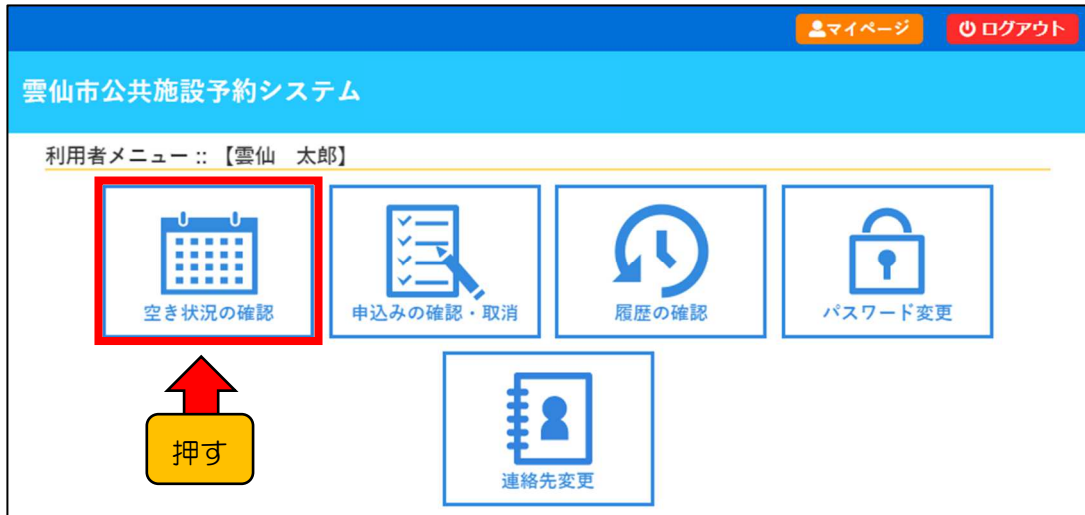 マイページ
ログアウト
雲仙市公共施設予約システム
利用者メニュー :: 【雲仙　太郎】
空き状況の確認
申込みの確認・取消
履歴の確認
パスワード変更
押す
連絡先変更